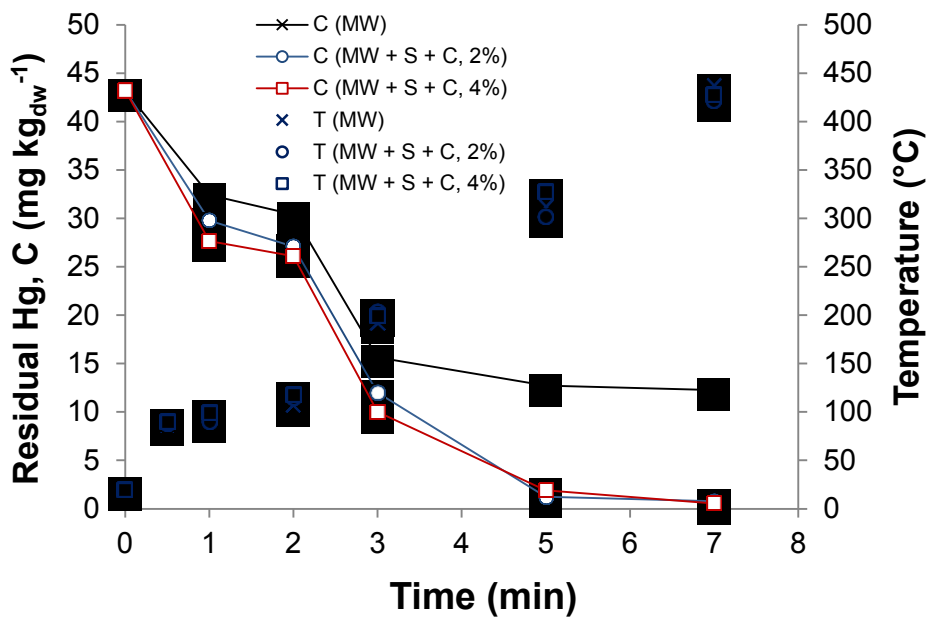 Residual Hg, C (mg kg_dw^-1)
50
45
40
35
30
25
20
15
10
5
0
C (MW)
C (MW + S + C, 2%)
C (MW + S + C, 4%)
T (MW)
T (MW + S + C, 2%)
T (MW + S + C, 4%)
500
450
400
350
300
250
200
150
100
50
0
Temperature (°C)
0 1 2 3 4 5 6 7 8
Time (min)